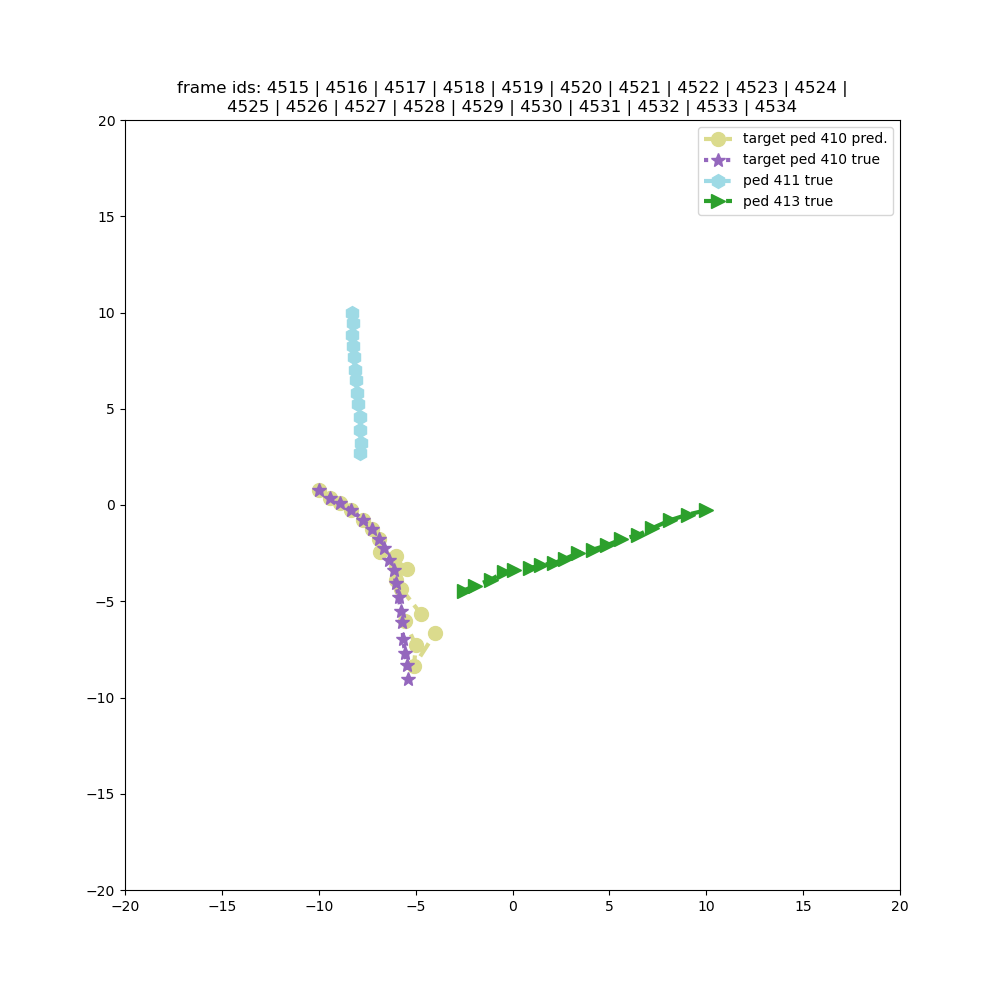 frame ids: 4515 | 4516 | 4517 | 4518 | 4519 | 4520 | 4521 | 4522 | 4523 | 4524 |
4525 | 4526 | 4527 | 4528 | 4529 | 4530 | 4531 | 4532 | 4533 | 4534
target ped 410 pred.
target ped 410 true
ped 411 true
ped 413 true
20
15
10
5
0
−5
−10
−15
−20
−20 −15 −10 −5 0 5 10 15 20